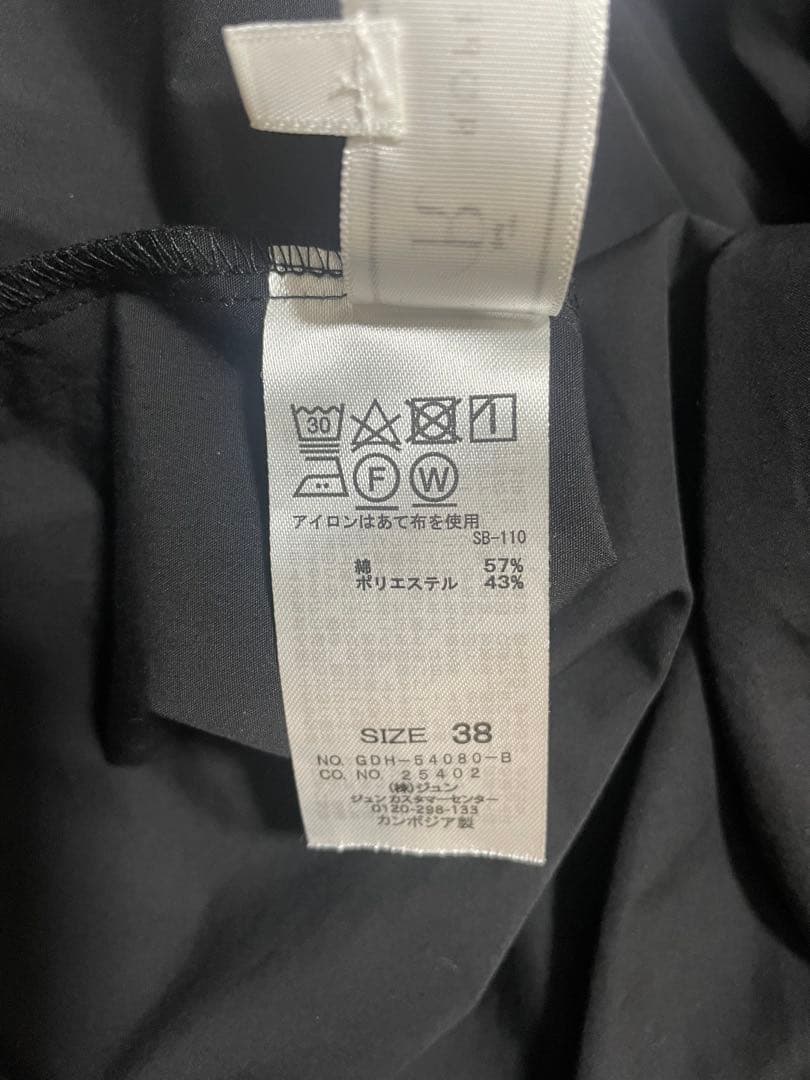 30
F W
アイロンはあて布を使用
SB-110
綿 57%
ポリエステル 43%
SIZE 38
NO. GDH-54080-B
CO. NO. 25402
(株)ジュン
ジュンカスタマーセンター
0120-298-133
カンボジア製